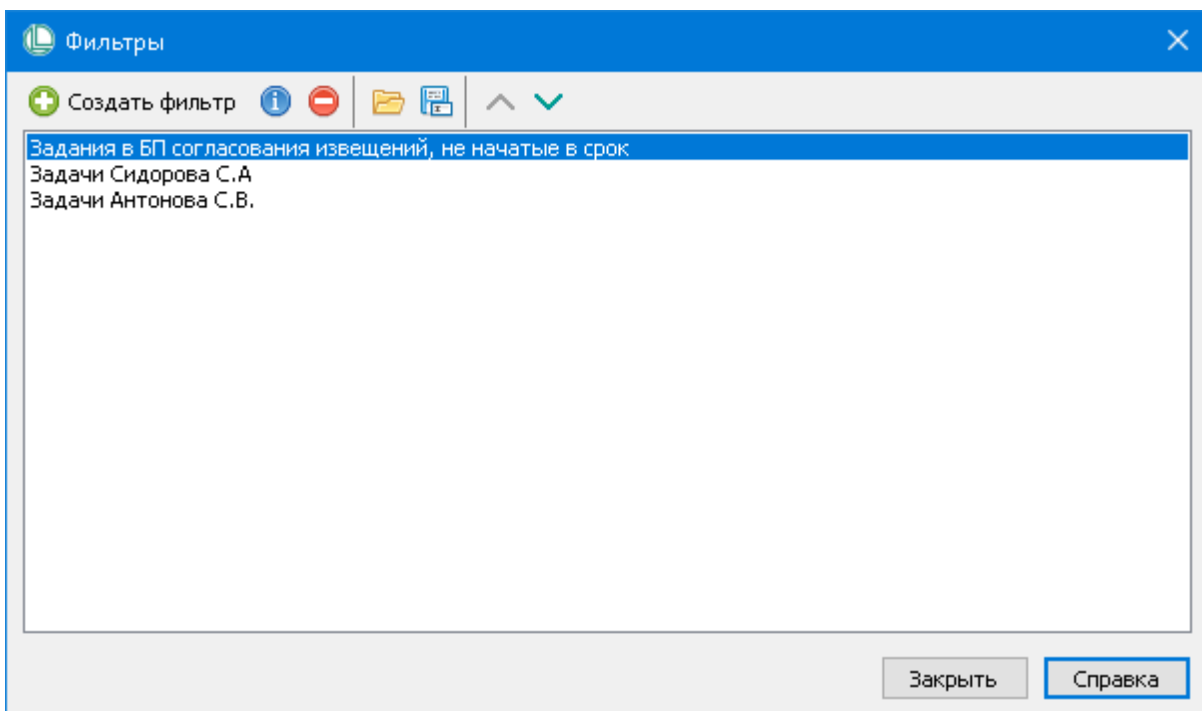 Фильтры
Создать фильтр
Задания в БП согласования извещений, не начатые в срок
Задачи Сидорова С.А
Задачи Антонова С.В.
Закрыть
Справка